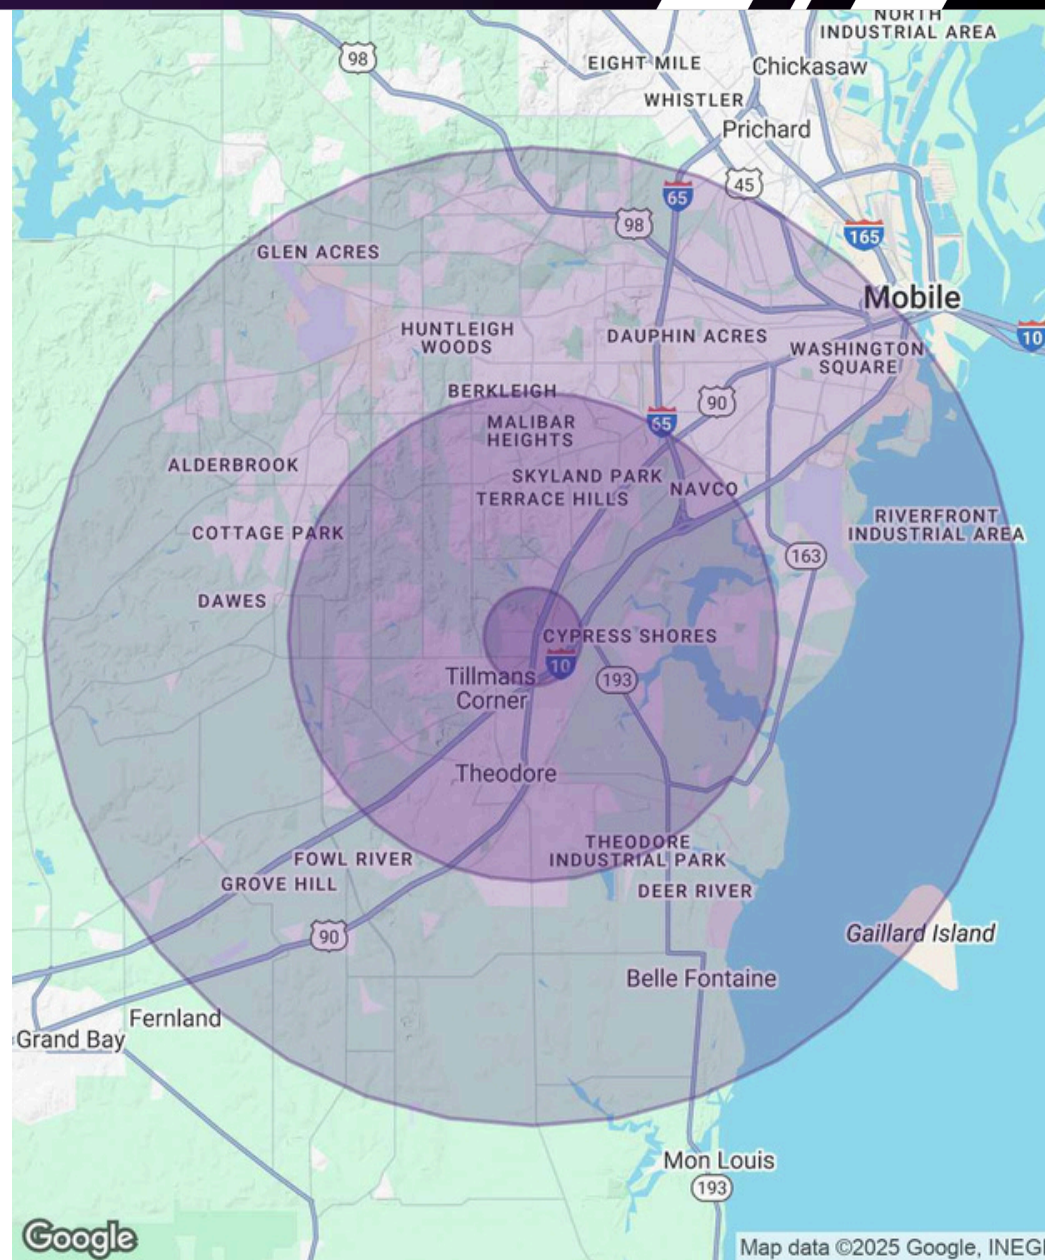 NORTH
INDUSTRIAL AREA
98
EIGHT MILE
Chickasaw
WHISTLER
Prichard
45
65
98
165
GLEN ACRES
Mobile
HUNTLEIGH
WOODS
DAUPHIN ACRES
10
WASHINGTON
SQUARE
BERKLEIGH
90
MALIBAR
HEIGHTS
65
ALDERBROOK
SKYLAND PARK
TERRACE HILLS
NAVCO
COTTAGE PARK
RIVERFRONT
INDUSTRIAL AREA
163
DAWES
CYPRESS SHORES
10
Tillmans
Corner
193
Theodore
THEODORE
INDUSTRIAL PARK
FOWL RIVER
GROVE HILL
DEER RIVER
90
Gaillard Island
Belle Fontaine
Fernland
Grand Bay
Mon Louis
193
Google
Map data ©2025 Google, INEGI